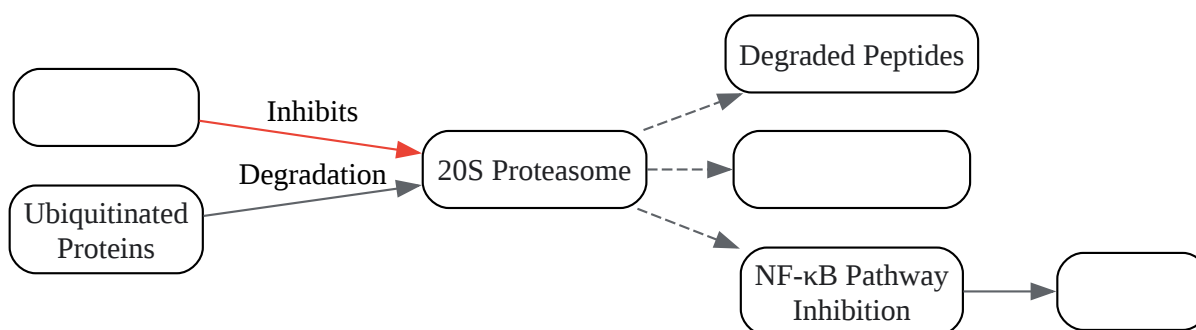 Degraded Peptides
Inhibits
20S Proteasome
Degradation
Ubiquitinated
Proteins
NF-κB Pathway
Inhibition